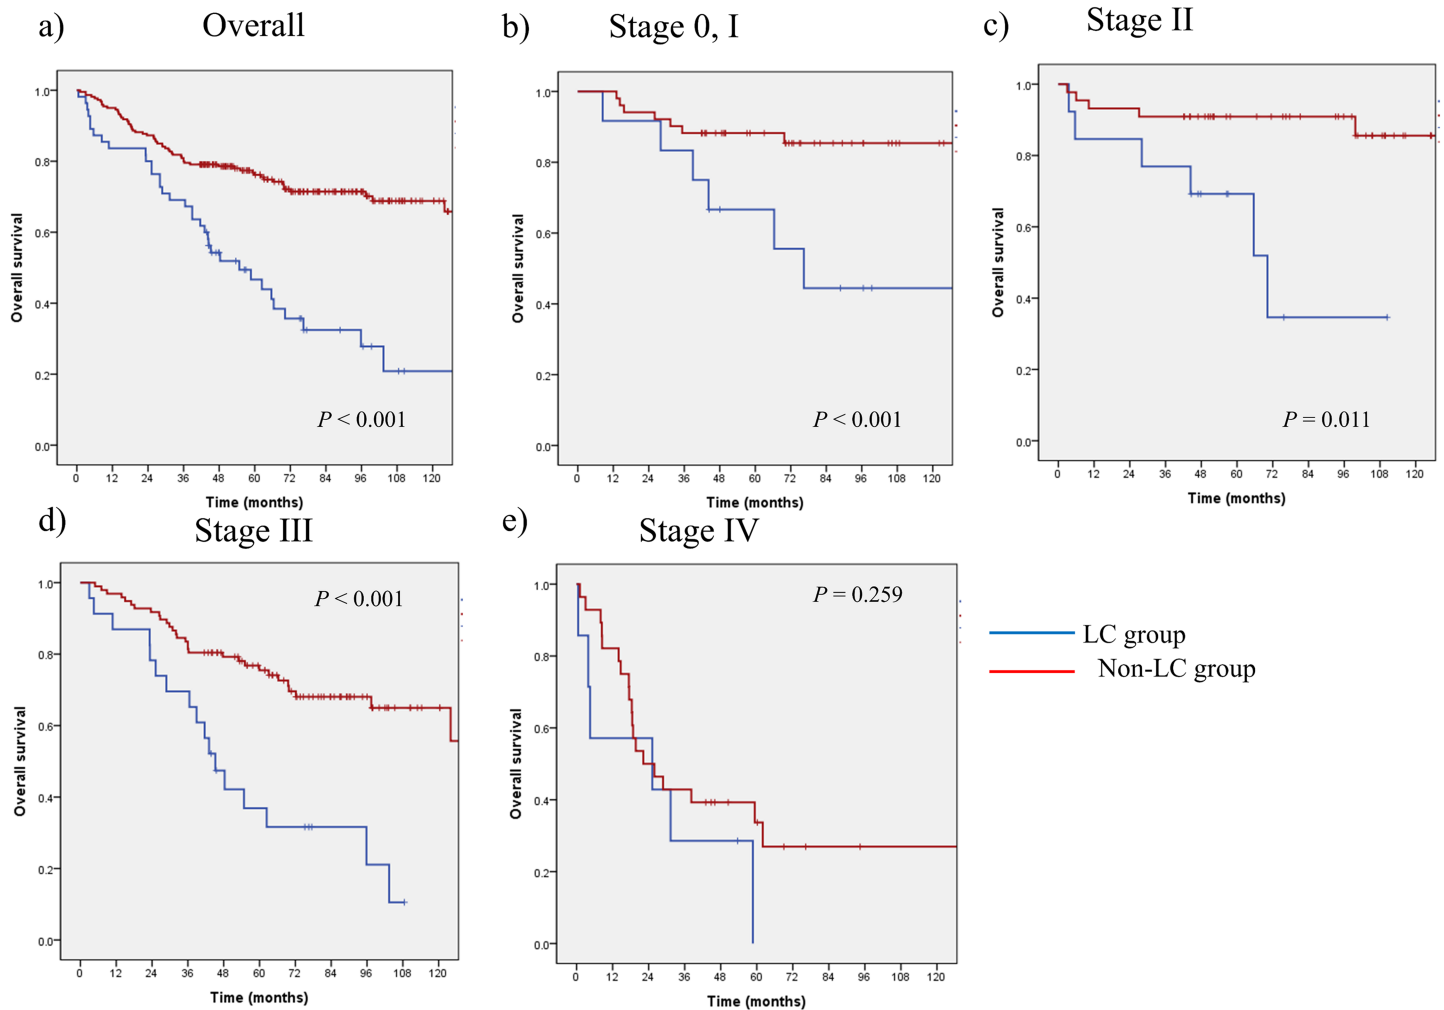 a)
Overall
1.0
0.8
0.6
0.4
0.2
0.0
Overall survival
P < 0.001
0 12 24 36 48 60 72 84 96 108 120
Time (months)
b)
Stage 0, I
1.0
0.8
0.6
0.4
0.2
0.0
Overall survival
P < 0.001
0 12 24 36 48 60 72 84 96 108 120
Time (months)
c)
Stage II
1.0
0.8
0.6
0.4
0.2
0.0
Overall survival
P = 0.011
0 12 24 36 48 60 72 84 96 108 120
Time (months)
d)
Stage III
1.0
0.8
0.6
0.4
0.2
0.0
Overall survival
P < 0.001
0 12 24 36 48 60 72 84 96 108 120
Time (months)
e)
Stage IV
1.0
0.8
0.6
0.4
0.2
0.0
Overall survival
P = 0.259
0 12 24 36 48 60 72 84 96 108 120
Time (months)
LC group
Non-LC group